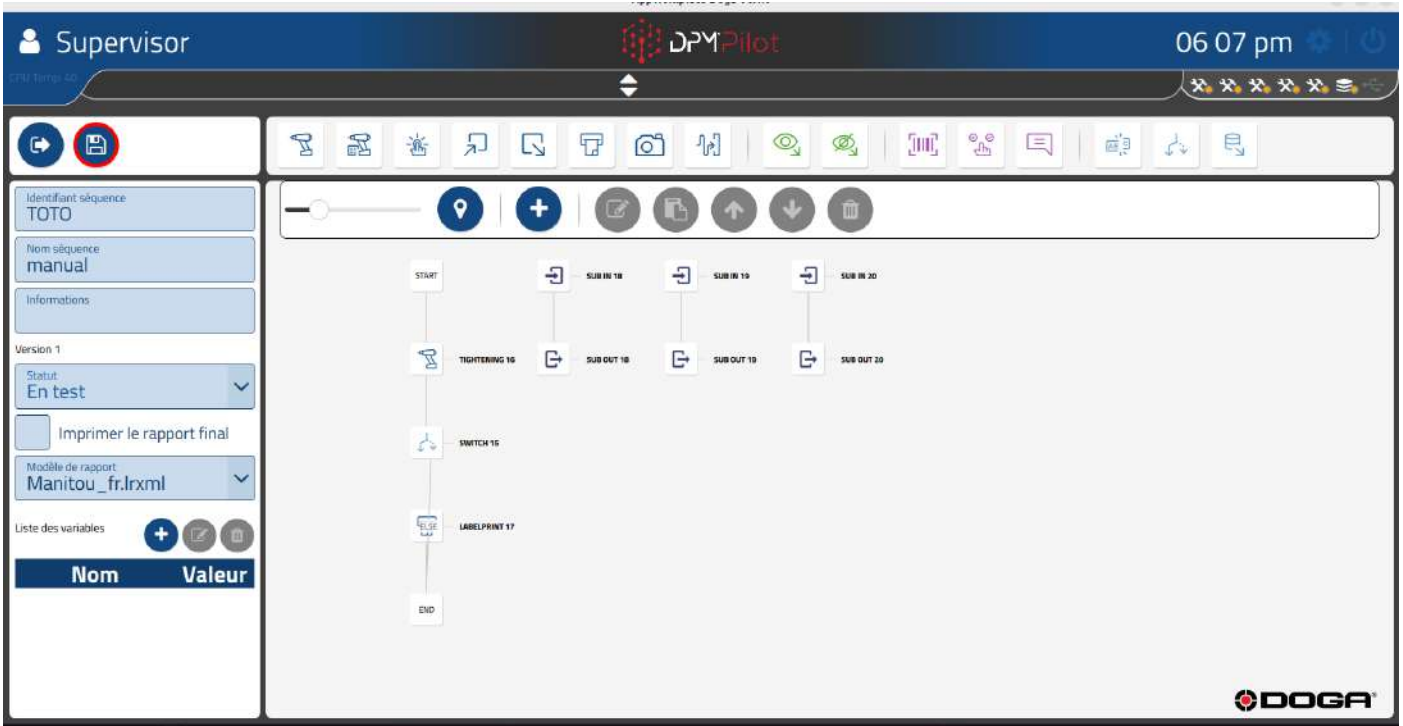 Supervisor
DPMPilot
06 07 pm
CPU Temp: 40
Identifiant séquence
TOTO
Nom séquence
manual
Informations
Version 1
Statut
En test
Imprimer le rapport final
Modèle de rapport
Manitou_fr.lrxml
Liste des variables
Nom Valeur
START SUB IN 18 SUB IN 19 SUB IN 20
TIGHTENING 16 SUB OUT 18 SUB OUT 19 SUB OUT 20
SWITCH 15
ELSE LABELPRINT 17
END
DOGA